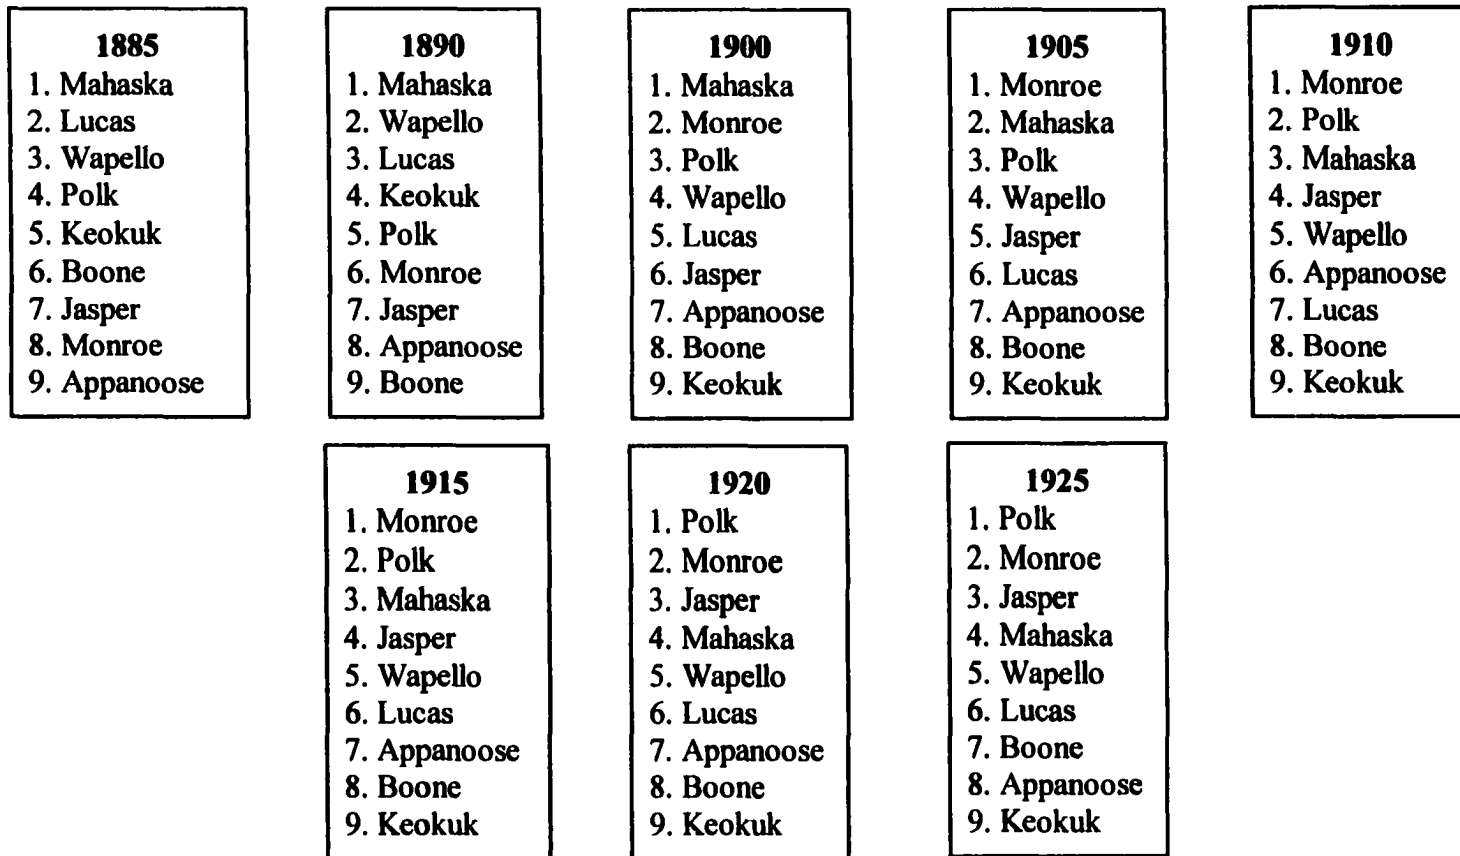 1885
1. Mahaska
2. Lucas
3. Wapello
4. Polk
5. Keokuk
6. Boone
7. Jasper
8. Monroe
9. Appanoose
1890
1. Mahaska
2. Wapello
3. Lucas
4. Keokuk
5. Polk
6. Monroe
7. Jasper
8. Appanoose
9. Boone
1900
1. Mahaska
2. Monroe
3. Polk
4. Wapello
5. Lucas
6. Jasper
7. Appanoose
8. Boone
9. Keokuk
1905
1. Monroe
2. Mahaska
3. Polk
4. Wapello
5. Jasper
6. Lucas
7. Appanoose
8. Boone
9. Keokuk
1910
1. Monroe
2. Polk
3. Mahaska
4. Jasper
5. Wapello
6. Appanoose
7. Lucas
8. Boone
9. Keokuk
1915
1. Monroe
2. Polk
3. Mahaska
4. Jasper
5. Wapello
6. Lucas
7. Appanoose
8. Boone
9. Keokuk
1920
1. Polk
2. Monroe
3. Jasper
4. Mahaska
5. Wapello
6. Lucas
7. Appanoose
8. Boone
9. Keokuk
1925
1. Polk
2. Monroe
3. Jasper
4. Mahaska
5. Wapello
6. Lucas
7. Boone
8. Appanoose
9. Keokuk